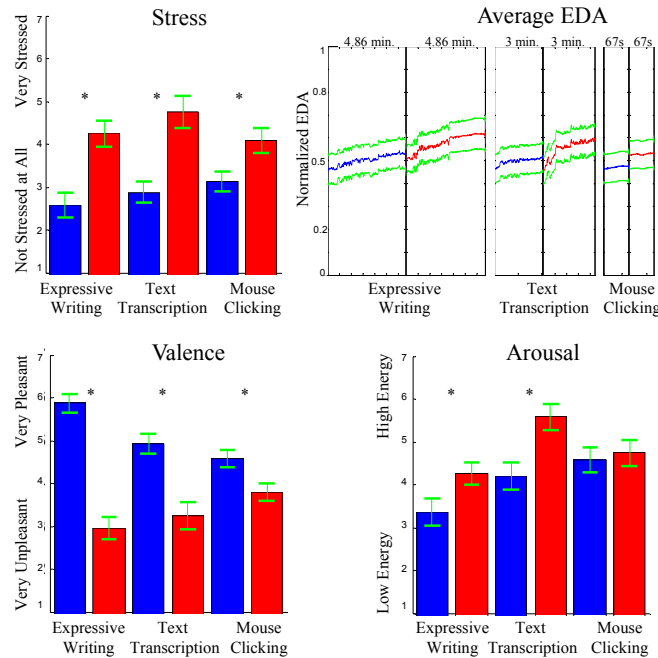 Stress
Very Stressed
Not Stressed at All
7
6
5
4
3
2
1
*
*
*
Expressive
Writing
Text
Transcription
Mouse
Clicking
Average EDA
4.86 min.
4.86 min.
3 min.
3 min.
67s
67s
Normalized EDA
1
0.8
0.5
0.2
0
Expressive
Writing
Text
Transcription
Mouse
Clicking
Valence
Very Pleasant
Very Unpleasant
7
6
5
4
3
2
1
*
*
*
Expressive
Writing
Text
Transcription
Mouse
Clicking
Arousal
High Energy
Low Energy
7
6
5
4
3
2
1
*
*
Expressive
Writing
Text
Transcription
Mouse
Clicking